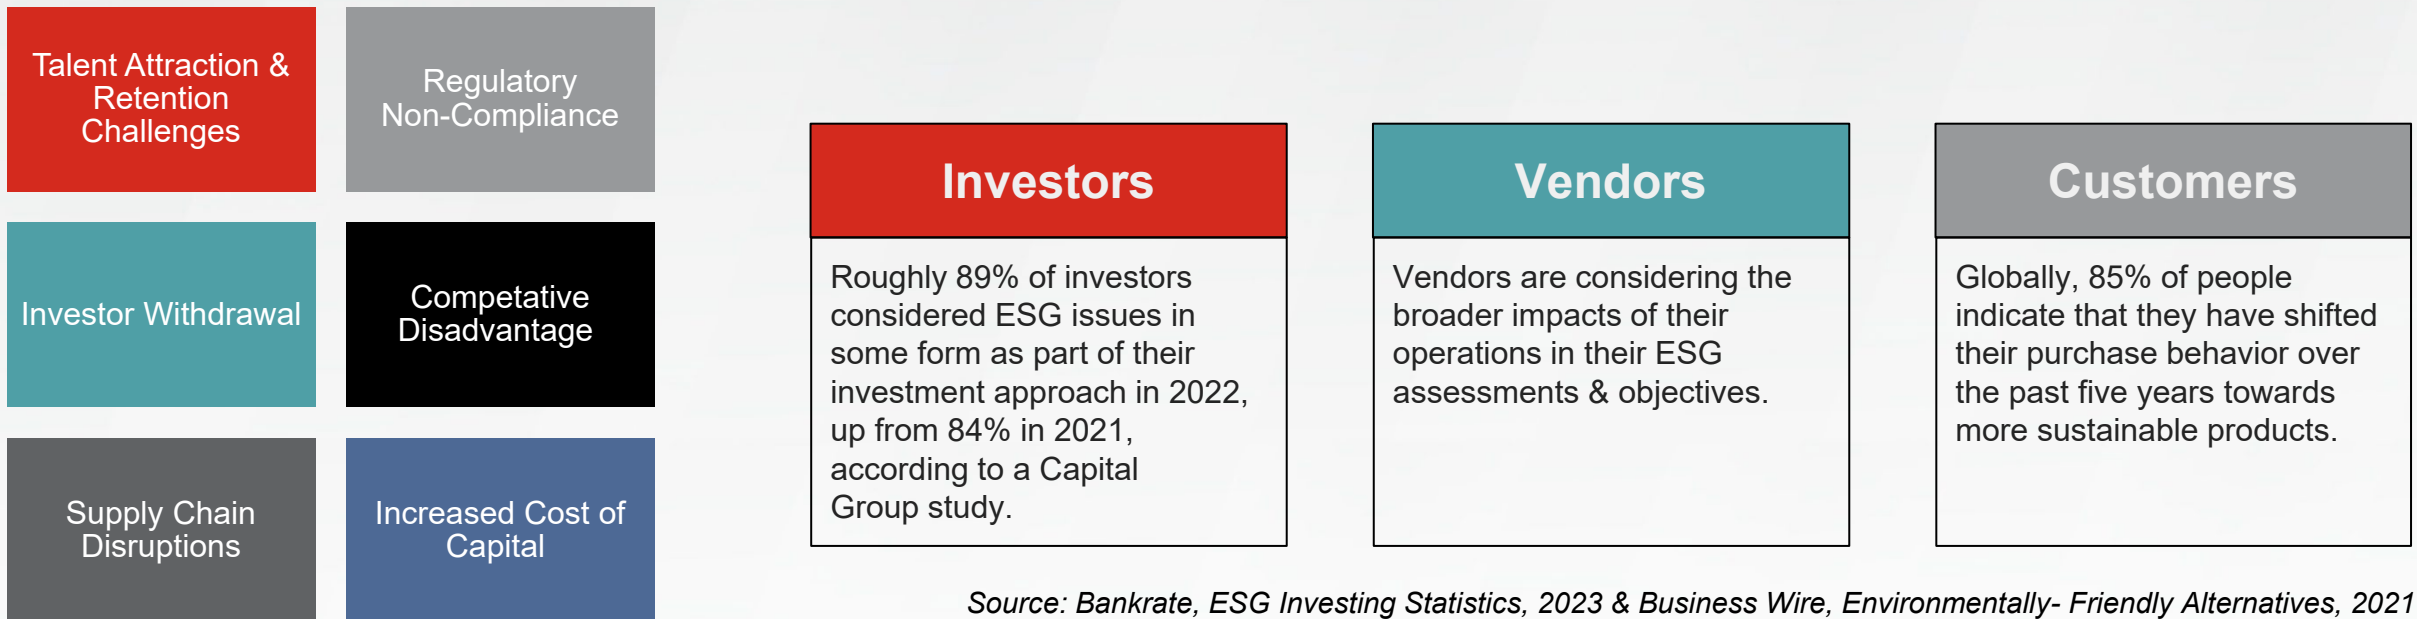 Talent Attraction &
Retention
Challenges
Regulatory
Non-Compliance
Investor Withdrawal
Competative
Disadvantage
Supply Chain
Disruptions
Increased Cost of
Capital
Investors
Roughly 89% of investors
considered ESG issues in
some form as part of their
investment approach in 2022,
up from 84% in 2021,
according to a Capital
Group study.
Vendors
Vendors are considering the
broader impacts of their
operations in their ESG
assessments & objectives.
Customers
Globally, 85% of people
indicate that they have shifted
their purchase behavior over
the past five years towards
more sustainable products.
Source: Bankrate, ESG Investing Statistics, 2023 & Business Wire, Environmentally- Friendly Alternatives, 2021